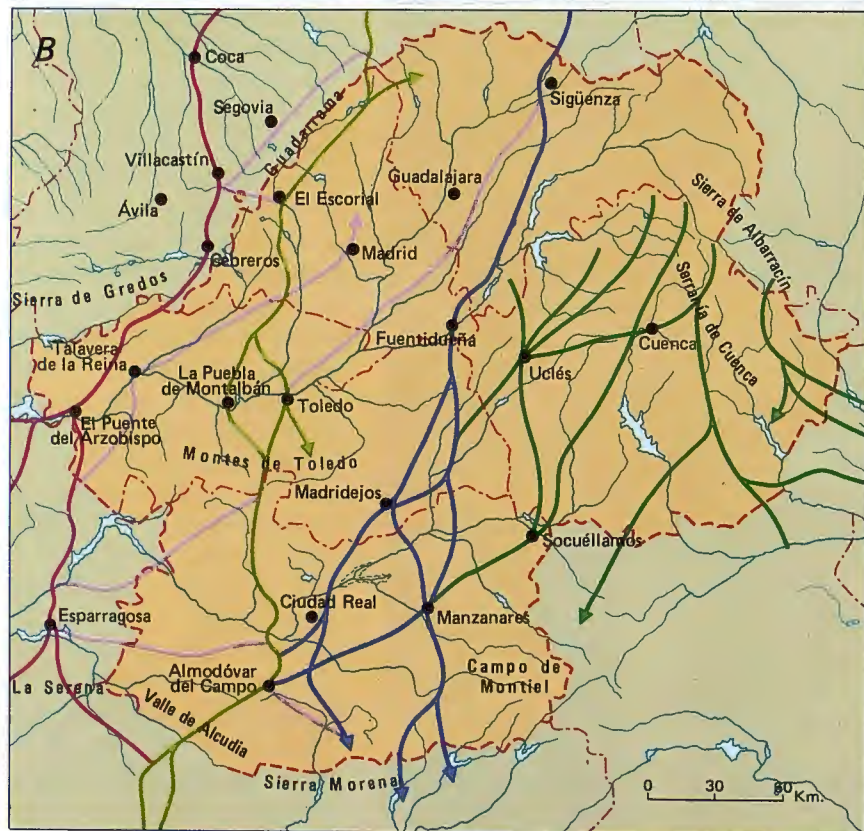 B
Coca
Sigüenza
Segovia
Guadarrama
Villacastín
Guadalajara
Ávila
El Escorial
Sierra de Albarracín
Madrid
Cebreros
Sierra de Gredos
Serranía de Cuenca
Fuentidueña
Cuenca
Talavera
de la Reina
La Puebla
de Montalbán
Uclés
Toledo
El Puente
del Arzobispo
Montes de Toledo
Madridejos
Socuéllamos
Ciudad Real
Esparragosa
Manzanares
Almodóvar
del Campo
Campo de
Montiel
La Serena
Valle de Alcudia
Sierra Morena
0 30 60 Km.